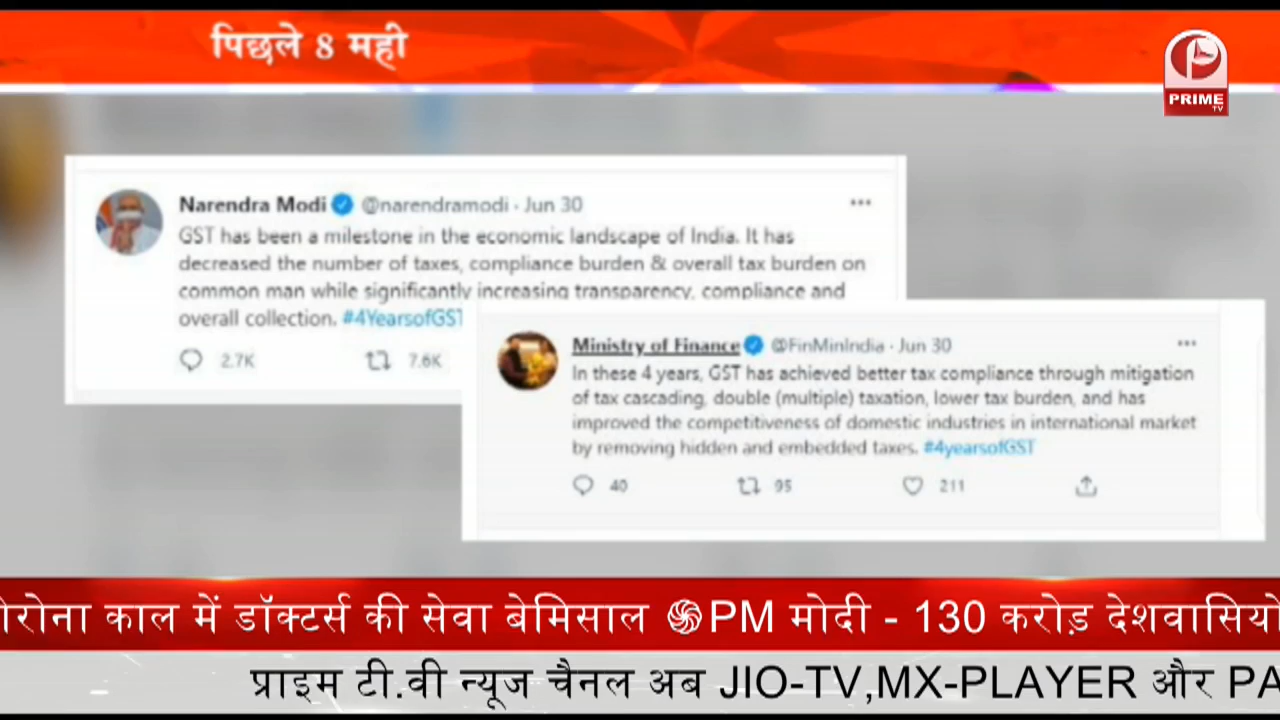 पिछले 8 मही
PRIME
TV
Narendra Modi @narendramodi · Jun 30
GST has been a milestone in the economic landscape of India. It has
decreased the number of taxes, compliance burden & overall tax burden on
common man while significantly increasing transparency, compliance and
overall collection. #4YearsofGST
2.7K 7.6K
Ministry of Finance @FinMinIndia · Jun 30
In these 4 years, GST has achieved better tax compliance through mitigation
of tax cascading, double (multiple) taxation, lower tax burden, and has
improved the competitiveness of domestic industries in international market
by removing hidden and embedded taxes. #4yearsofGST
40 95 211
ोरोना काल में डॉक्टर्स की सेवा बेमिसाल PM मोदी - 130 करोड़ देशवासियो
प्राइम टी.वी न्यूज चैनल अब JIO-TV,MX-PLAYER और PA